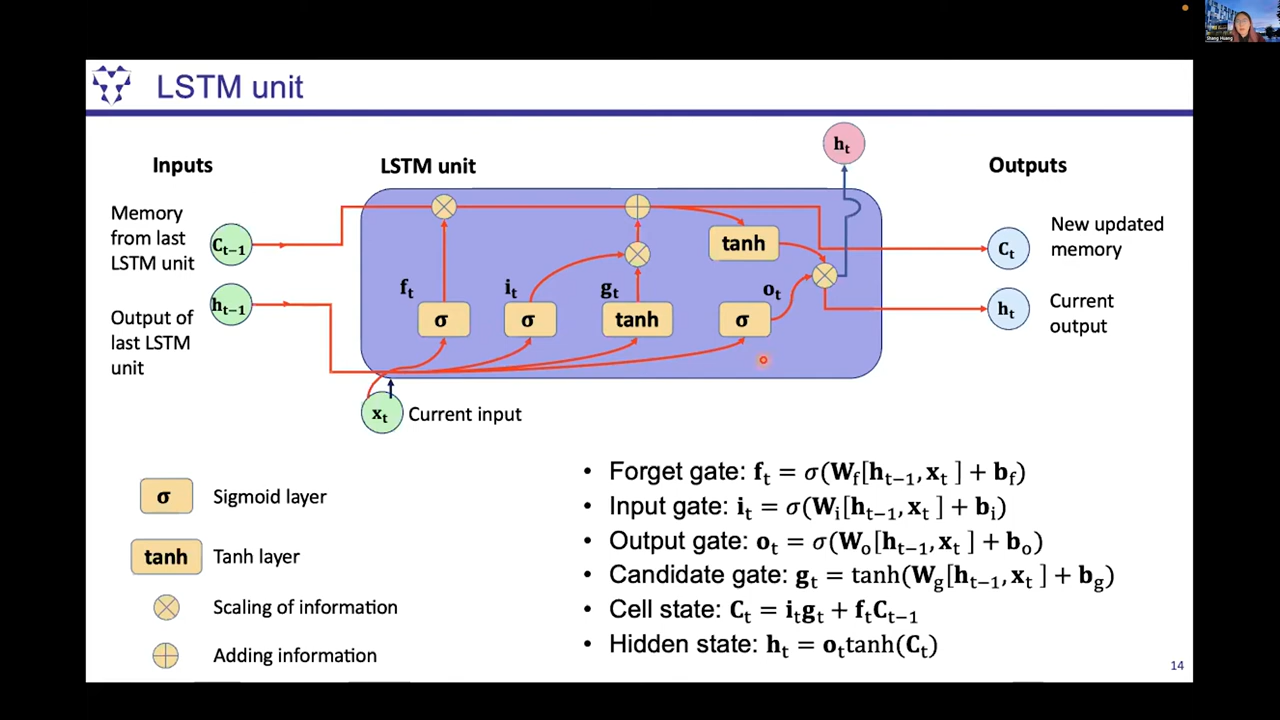 Shang Huang
LSTM unit
Inputs
LSTM unit
hₜ
Outputs
Memory
from last
LSTM unit
Cₜ₋₁
tanh
Cₜ
New updated
memory
hₜ₋₁
fₜ
iₜ
gₜ
oₜ
hₜ
Current
output
Output of
last LSTM
unit
σ
σ
tanh
σ
xₜ
Current input
σ
Sigmoid layer
tanh
Tanh layer
Scaling of information
Adding information
• Forget gate: fₜ = σ(W_f[hₜ₋₁, xₜ ] + b_f)
• Input gate: iₜ = σ(Wᵢ[hₜ₋₁, xₜ ] + bᵢ)
• Output gate: oₜ = σ(Wₒ[hₜ₋₁, xₜ ] + bₒ)
• Candidate gate: gₜ = tanh(W_g[hₜ₋₁, xₜ ] + b_g)
• Cell state: Cₜ = iₜgₜ + fₜCₜ₋₁
• Hidden state: hₜ = oₜtanh(Cₜ)
14